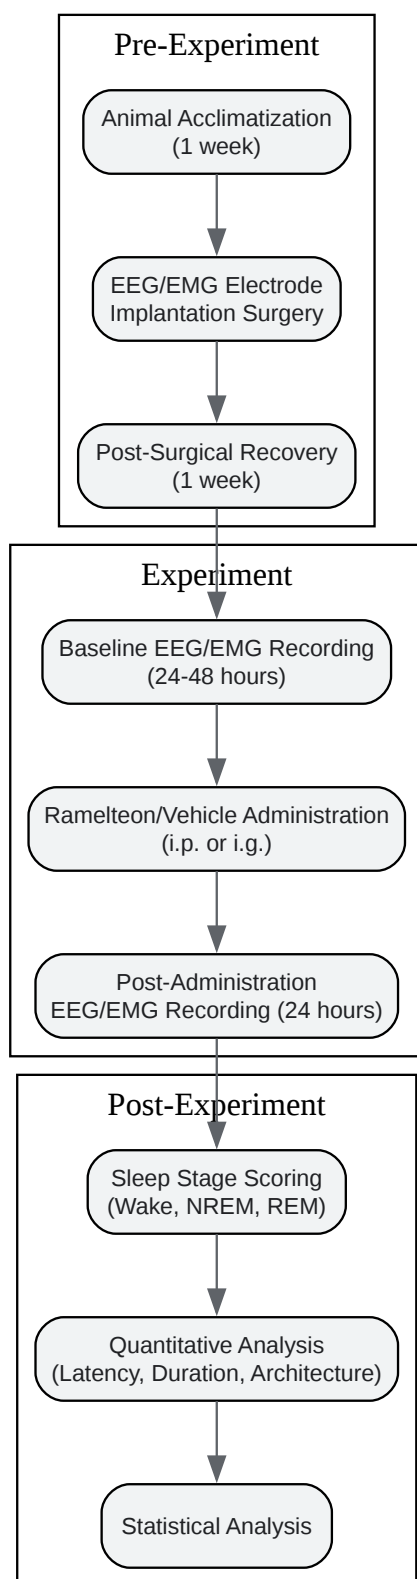 Pre-Experiment
Animal Acclimatization
(1 week)
EEG/EMG Electrode
Implantation Surgery
Post-Surgical Recovery
(1 week)
Experiment
Baseline EEG/EMG Recording
(24-48 hours)
Ramelteon/Vehicle Administration
(i.p. or i.g.)
Post-Administration
EEG/EMG Recording (24 hours)
Post-Experiment
Sleep Stage Scoring
(Wake, NREM, REM)
Quantitative Analysis
(Latency, Duration, Architecture)
Statistical Analysis